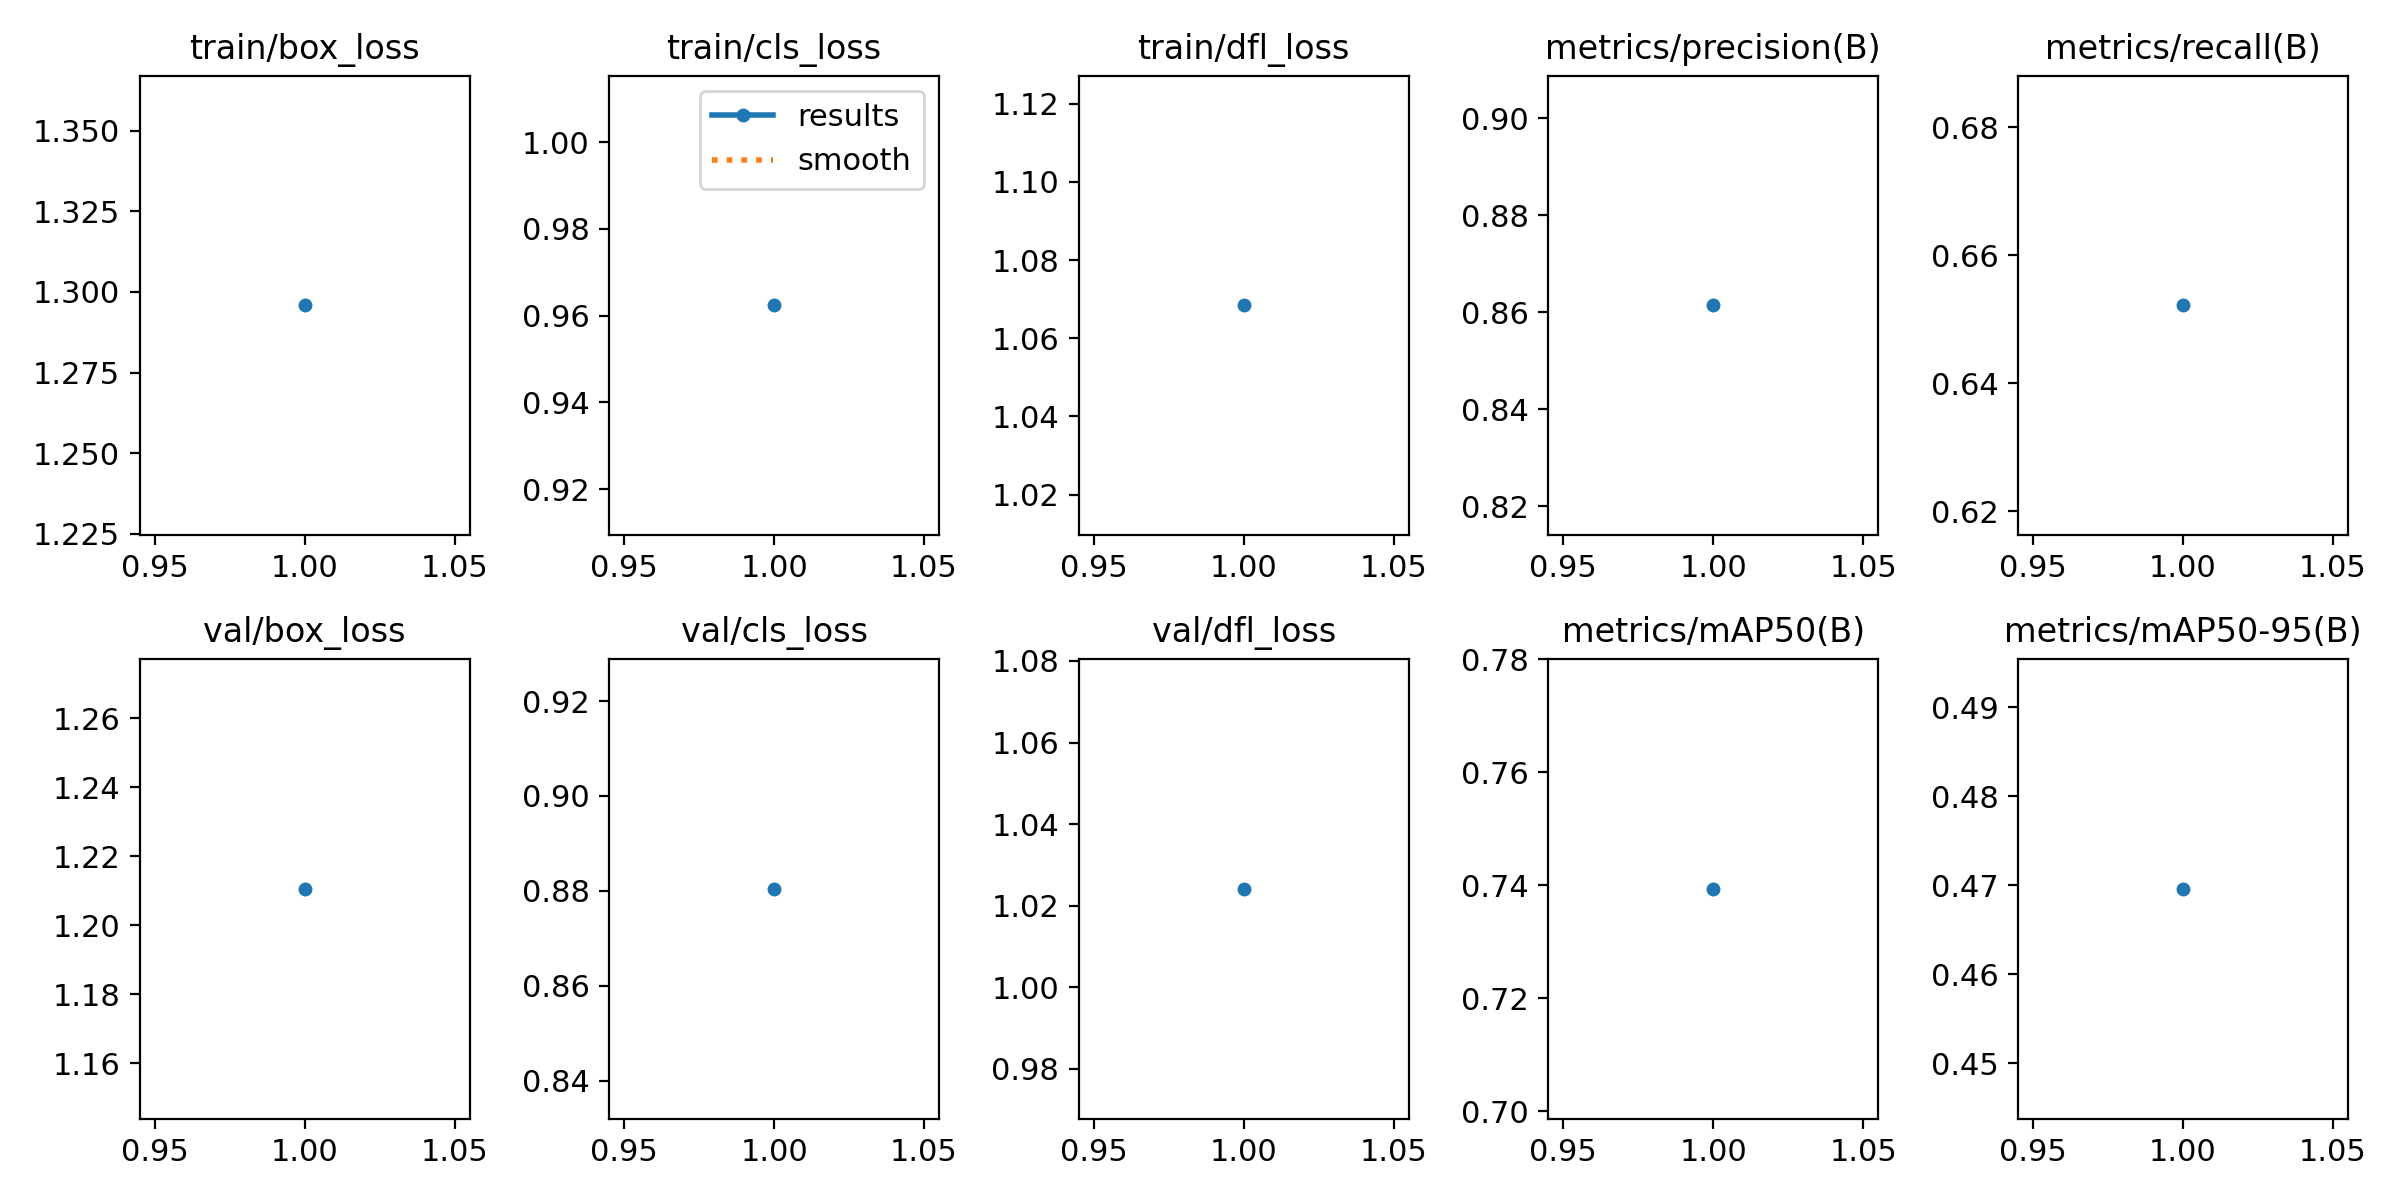 train/box_loss
1.350
1.325
1.300
1.275
1.250
1.225
0.95 1.00 1.05
train/cls_loss
results
smooth
1.00
0.98
0.96
0.94
0.92
0.95 1.00 1.05
train/dfl_loss
1.12
1.10
1.08
1.06
1.04
1.02
0.95 1.00 1.05
metrics/precision(B)
0.90
0.88
0.86
0.84
0.82
0.95 1.00 1.05
metrics/recall(B)
0.68
0.66
0.64
0.62
0.95 1.00 1.05
val/box_loss
1.26
1.24
1.22
1.20
1.18
1.16
0.95 1.00 1.05
val/cls_loss
0.92
0.90
0.88
0.86
0.84
0.95 1.00 1.05
val/dfl_loss
1.08
1.06
1.04
1.02
1.00
0.98
0.95 1.00 1.05
metrics/mAP50(B)
0.78
0.76
0.74
0.72
0.70
0.95 1.00 1.05
metrics/mAP50-95(B)
0.49
0.48
0.47
0.46
0.45
0.95 1.00 1.05